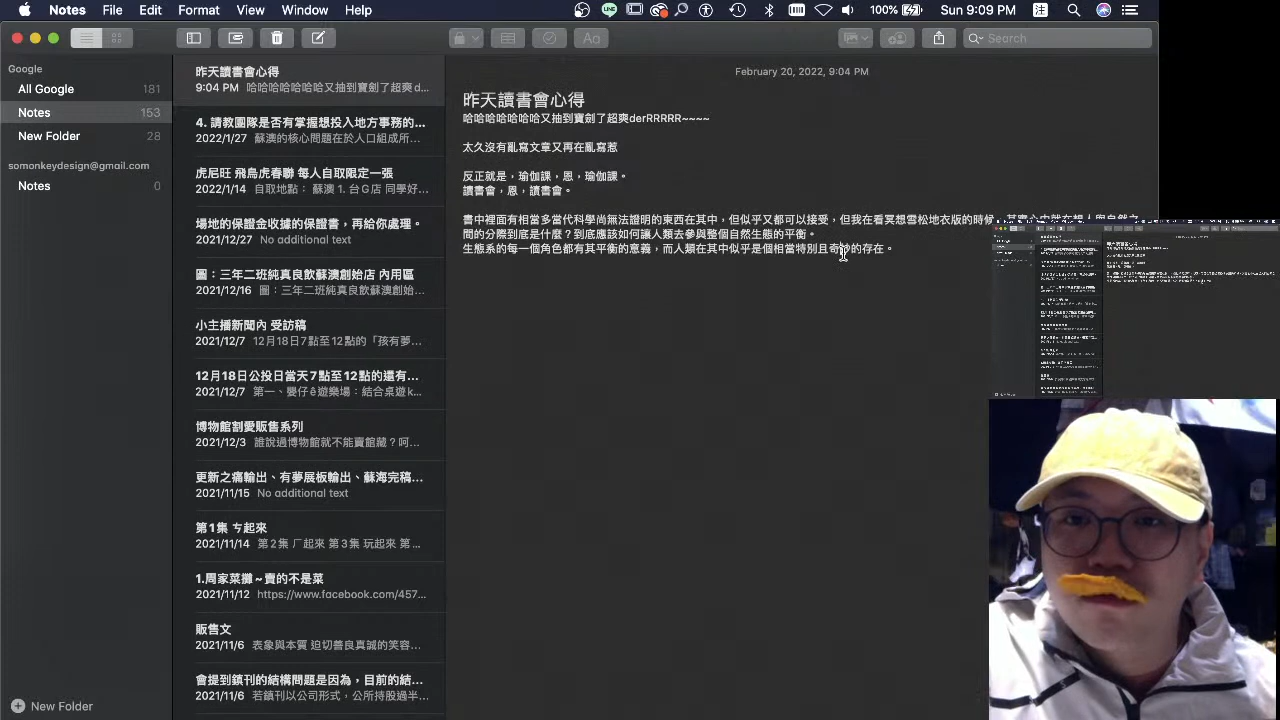 Notes File Edit Format View Window Help
LINE
100%
Sun 9:09 PM
注
Aa
Search
Google
All Google 181
Notes 153
New Folder 28
somonkeydesign@gmail.com
Notes 0
New Folder
昨天讀書會心得
9:04 PM 哈哈哈哈哈哈哈又抽到寶劍了超爽d...
4. 請教團隊是否有掌握想投入地方事務的...
2022/1/27 蘇澳的核心問題在於人口組成所...
虎尼旺 飛鳥虎春聯 每人自取限定一張
2022/1/14 自取地點： 蘇澳 1. 台G店 同學好...
場地的保證金收據的保證書，再給你處理。
2021/12/26 No additional text
圖：三年二班純真良飲蘇澳創始店 內用區
2021/12/16 圖：三年二班純真良飲蘇澳創始...
小主播新聞內 受訪稿
2021/12/7 12月18日7點至12點的「孩有夢...
12月18日公投日當天7點至12點的還有...
2021/12/7 第一、嬰仔ê遊樂場：結合桌遊k...
博物館割愛販售系列
2021/12/3 誰說過博物館就不能賣館藏？呵...
更新之痛輸出、有夢展板輸出、蘇海完稿...
2021/11/15 No additional text
第1集 ㄘ起來
2021/11/14 第2集 ㄏ起來 第3集 玩起來 第...
1.周家菜攤~賣的不是菜
2021/11/12 https://www.facebook.com/457...
販售文
2021/11/6 表象與本質 迫切善良真誠的笑容...
會提到鎮刊的結構問題是因為，目前的結...
2021/11/6 若鎮刊以公司形式，公所持股過半...
February 20, 2022, 9:04 PM
昨天讀書會心得
哈哈哈哈哈哈哈又抽到寶劍了超爽derRRRRR~~~~
太久沒有亂寫文章又再在亂寫惹
反正就是，瑜伽課，恩，瑜伽課。
讀書會，恩，讀書會。
書中裡面有相當多當代科學尚無法證明的東西在其中，但似乎又都可以接受，但我在看冥想雪松地衣版的時候，其實心中就在想人與自然之
間的分際到底是什麼？到底應該如何讓人類去參與整個自然生態的平衡。
生態系的每一個角色都有其平衡的意義，而人類在其中似乎是個相當特別且奇妙的存在。